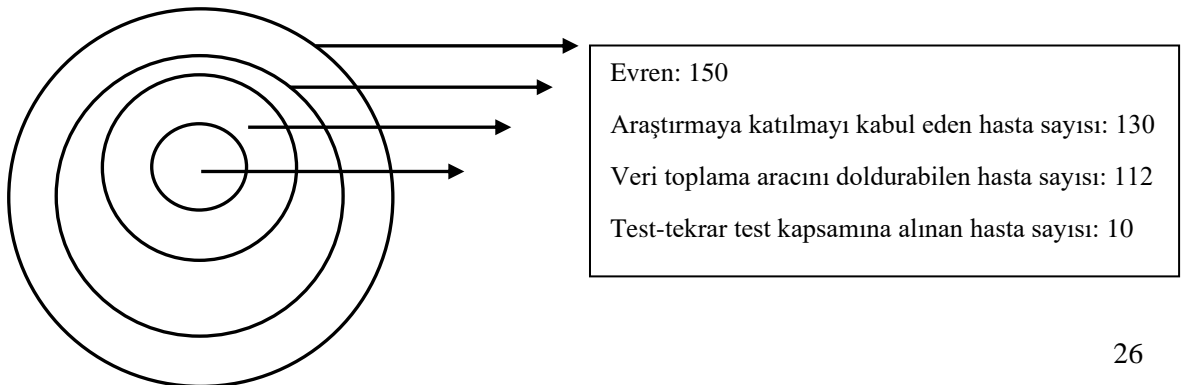 Evren: 150
Araştırmaya katılmayı kabul eden hasta sayısı: 130
Veri toplama aracını doldurabilen hasta sayısı: 112
Test-tekrar test kapsamına alınan hasta sayısı: 10
26